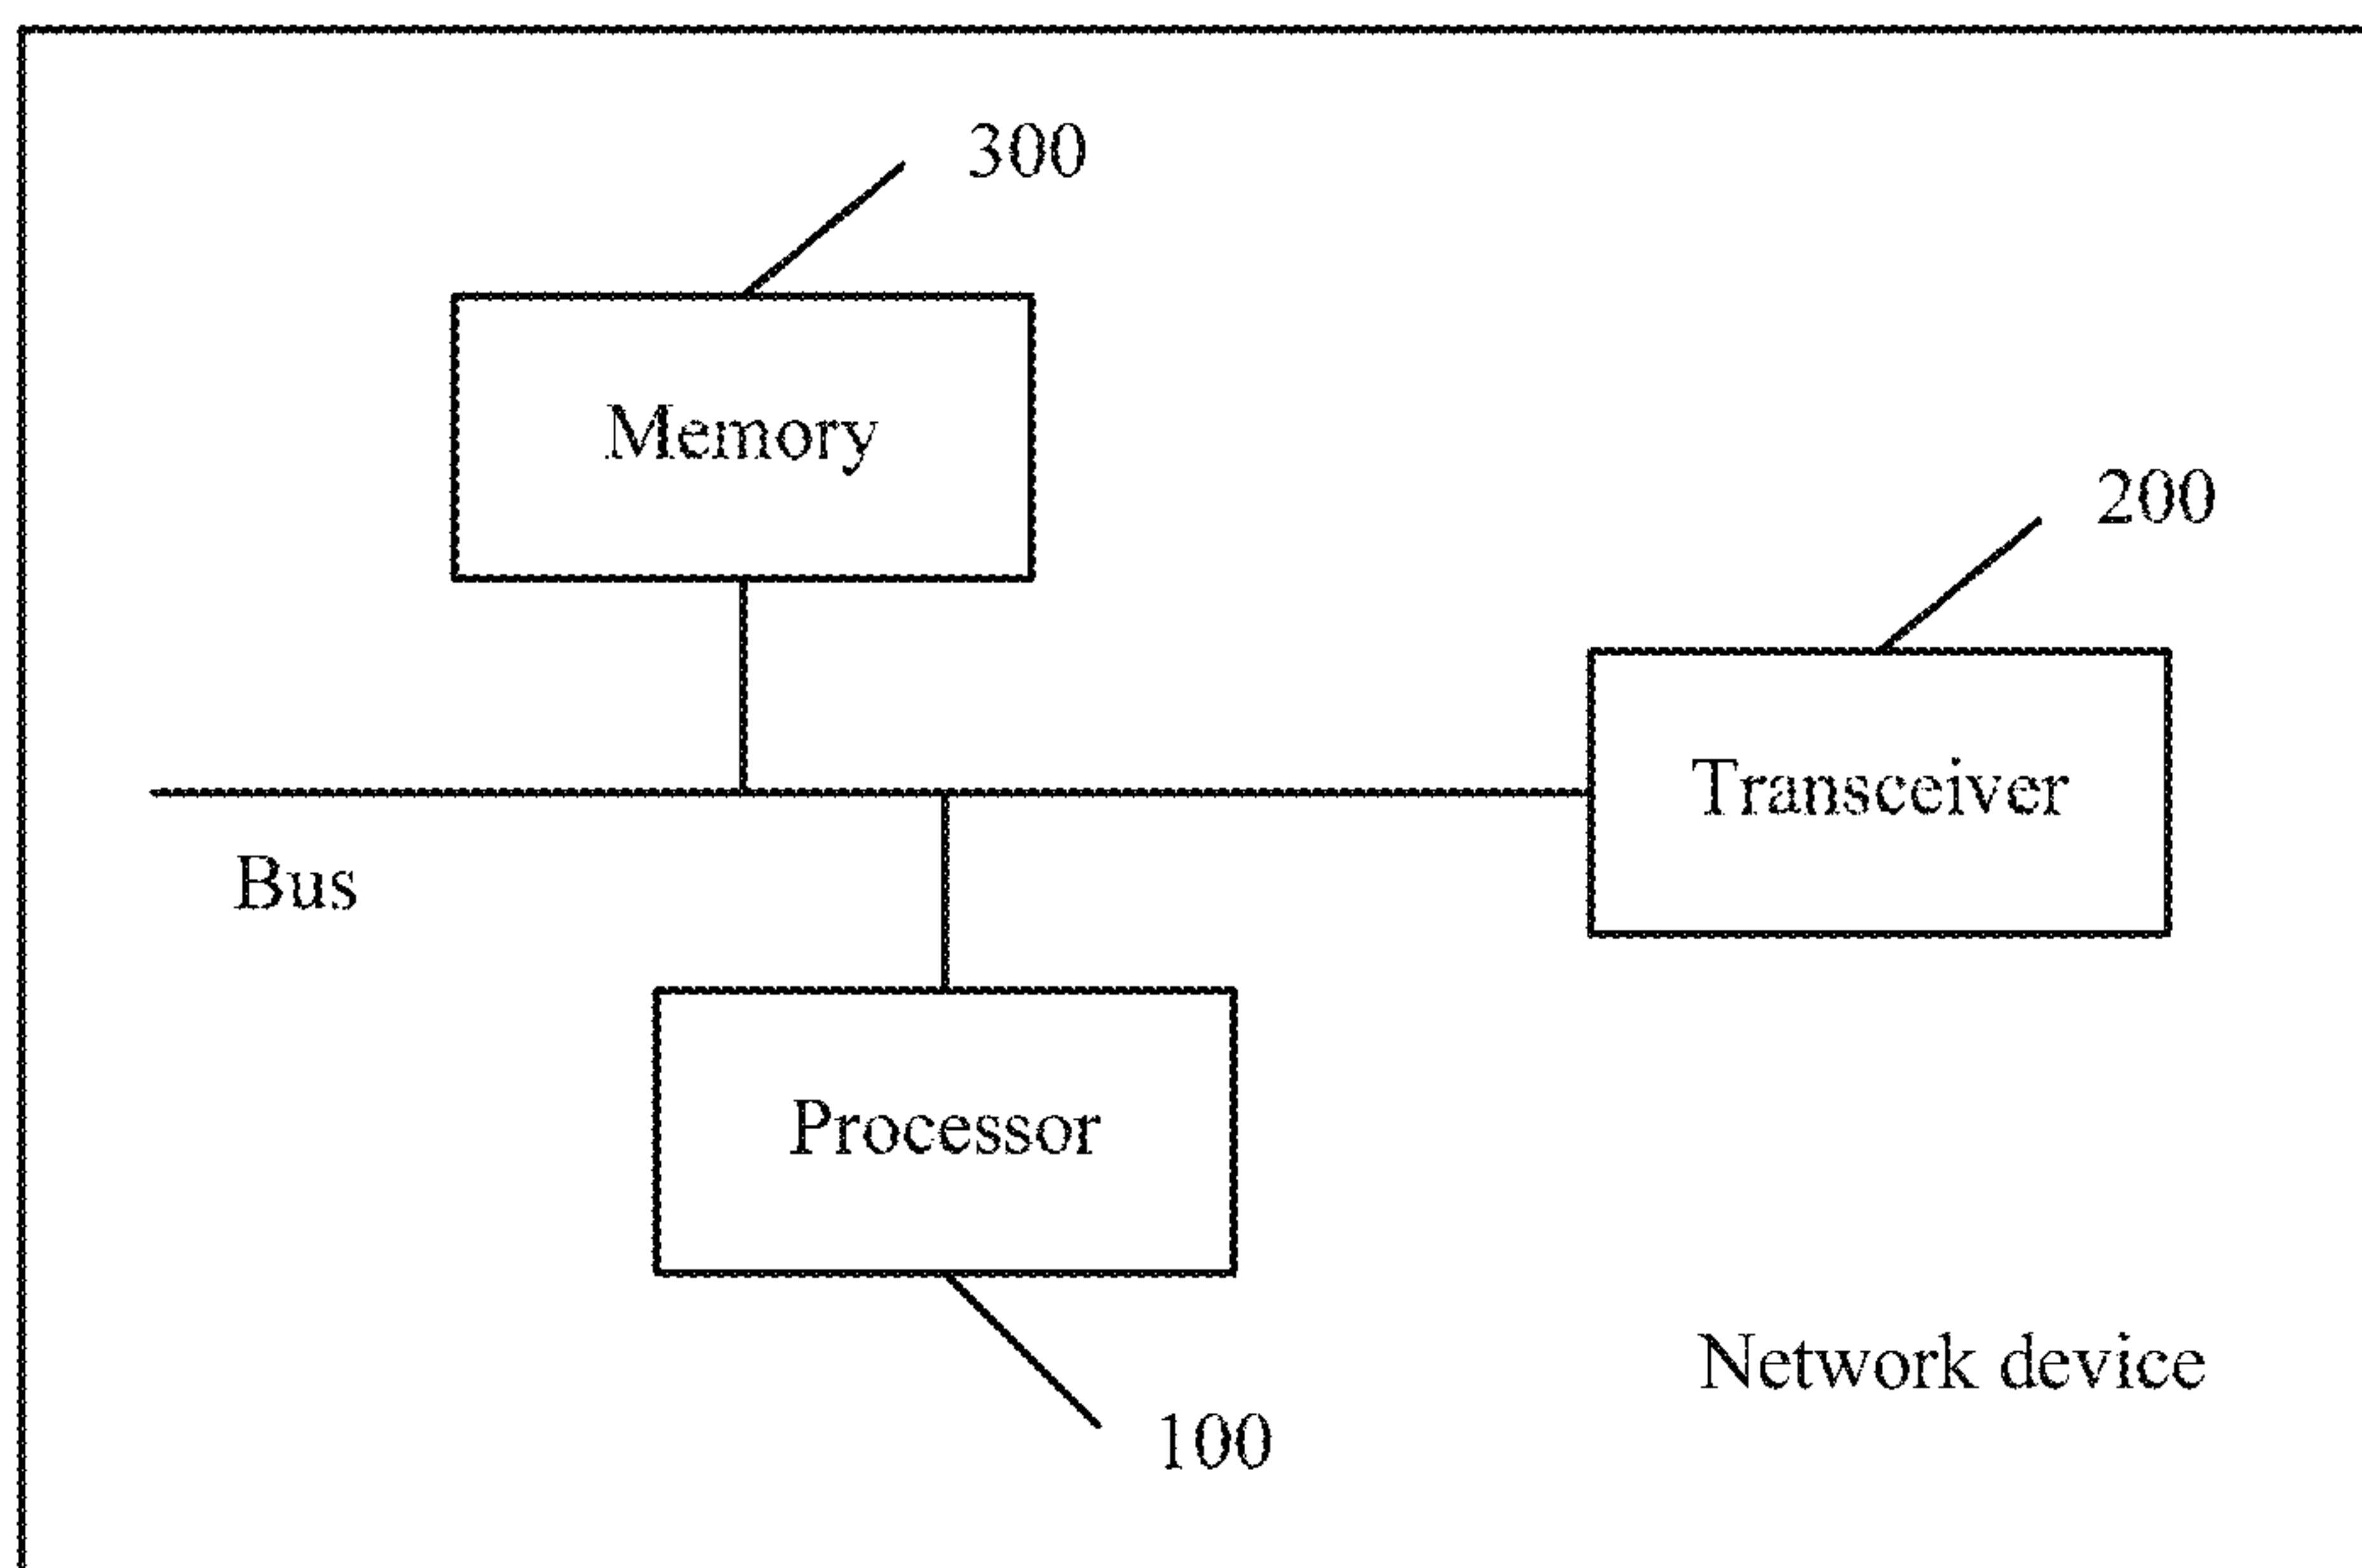 300
Memory
200
Transceiver
Bus
Processor
Network device
100